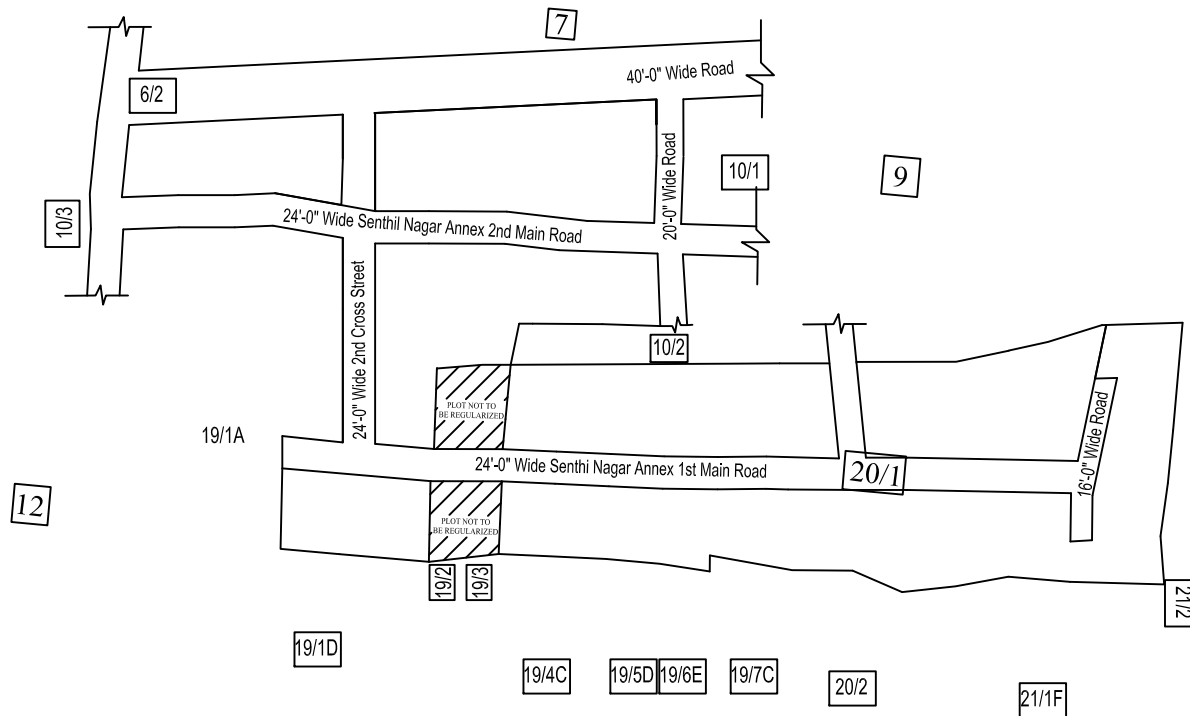 7
40'-0" Wide Road
6/2
20'-0" Wide Road
10/1
9
10/3
24'-0" Wide Senthil Nagar Annex 2nd Main Road
24'-0" Wide 2nd Cross Street
10/2
PLOT NOT TO
BE REGULARIZED
19/1A
24'-0" Wide Senthi Nagar Annex 1st Main Road
20/1
16'-0" Wide Road
12
PLOT NOT TO
BE REGULARIZED
19/2
19/3
21/2
19/1D
19/4C
19/5D
19/6E
19/7C
20/2
21/1F